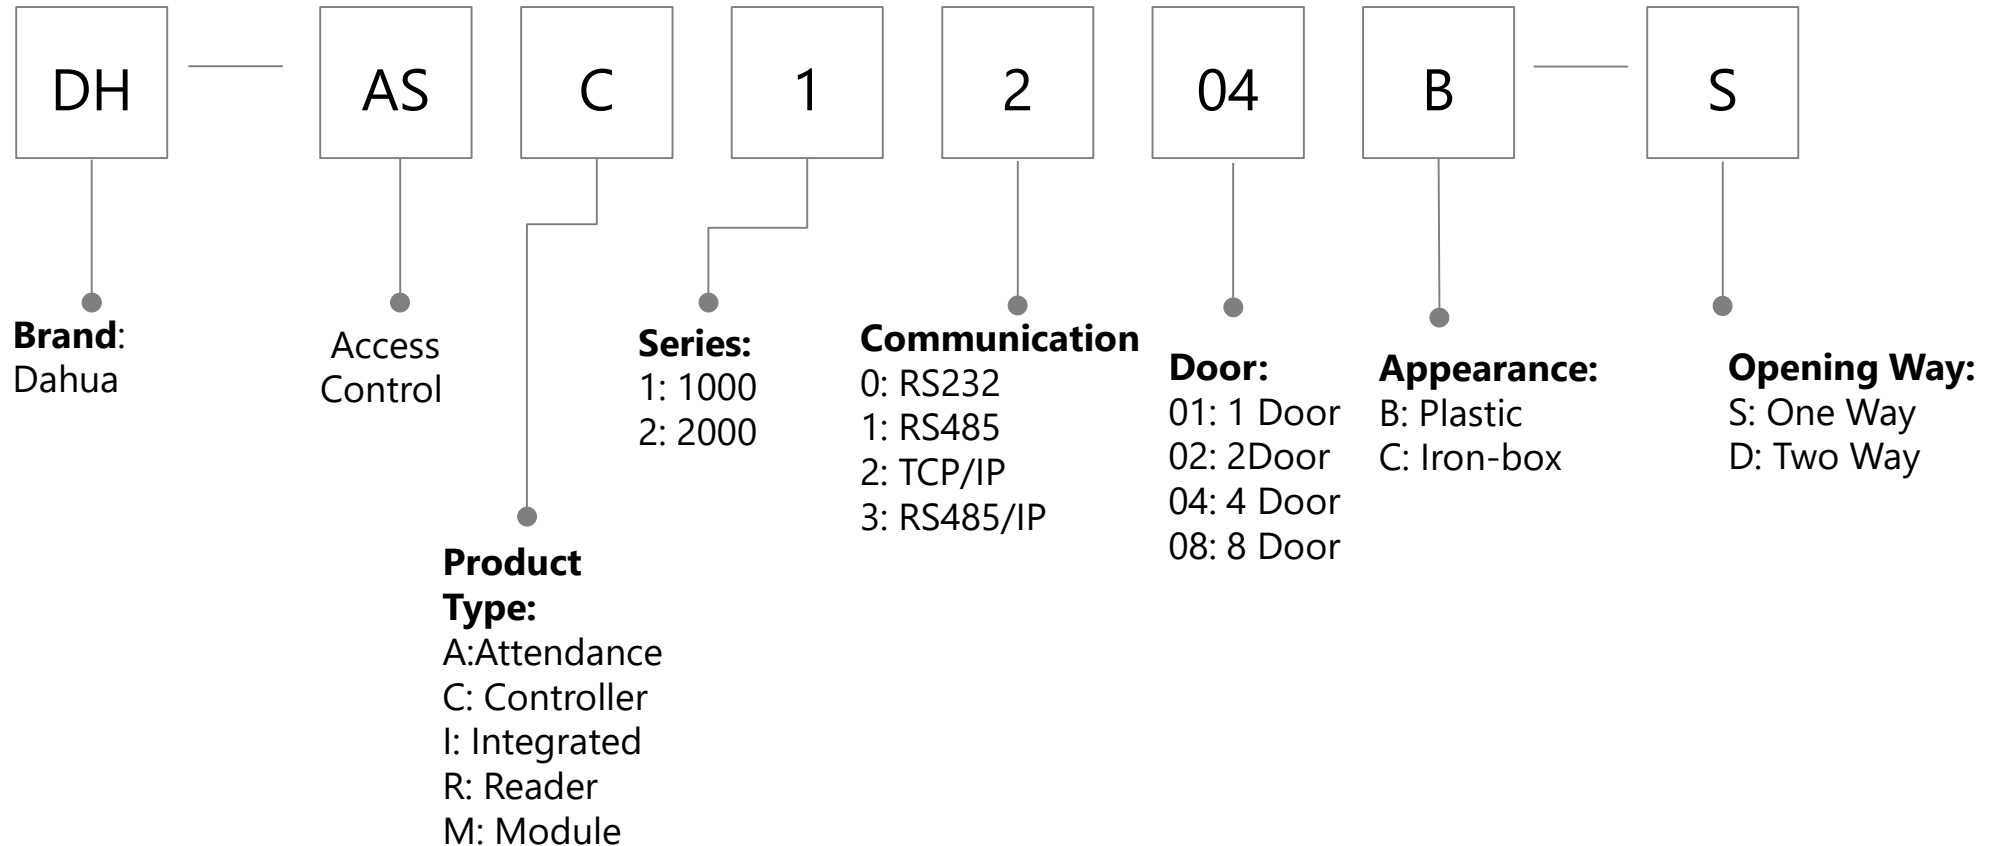 DH
AS
C
1
2
04
B
S
Brand:
Dahua
Access
Control
Product
Type:
A:Attendance
C: Controller
I: Integrated
R: Reader
M: Module
Series:
1: 1000
2: 2000
Communication
0: RS232
1: RS485
2: TCP/IP
3: RS485/IP
Door:
01: 1 Door
02: 2Door
04: 4 Door
08: 8 Door
Appearance:
B: Plastic
C: Iron-box
Opening Way:
S: One Way
D: Two Way